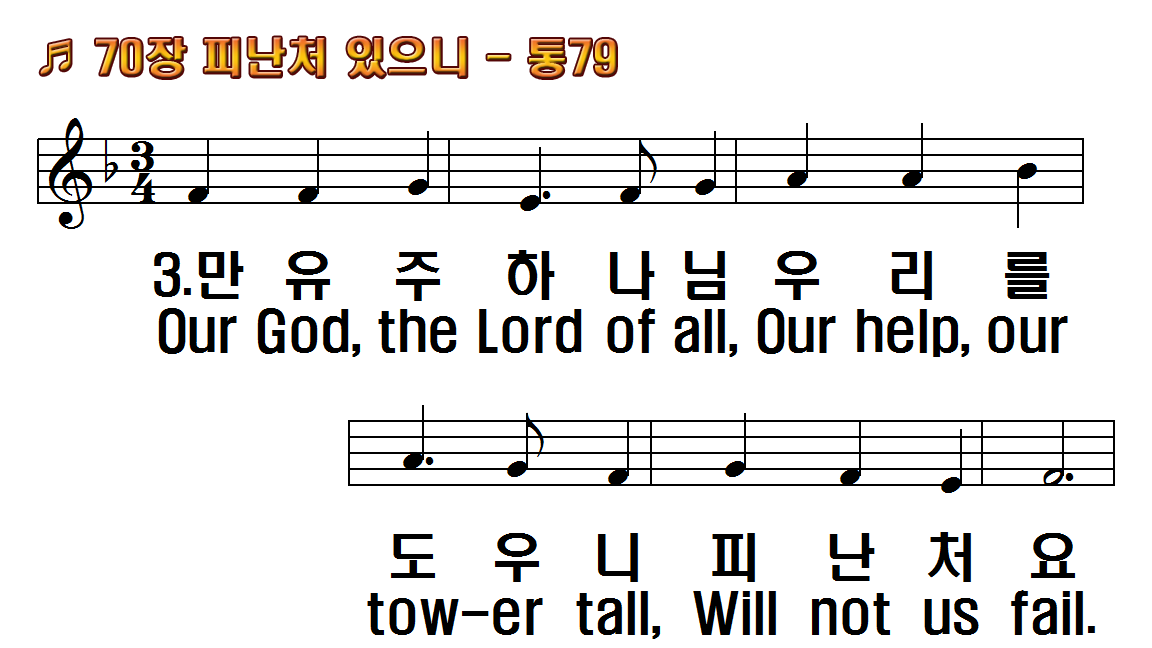 ♬ 70장 피난처 있으니 - 통79
3.만 유 주 하 나 님 우 리 를
Our God, the Lord of all, Our help, our
도 우 니 피 난 처 요
tow-er tall, Will not us fail.